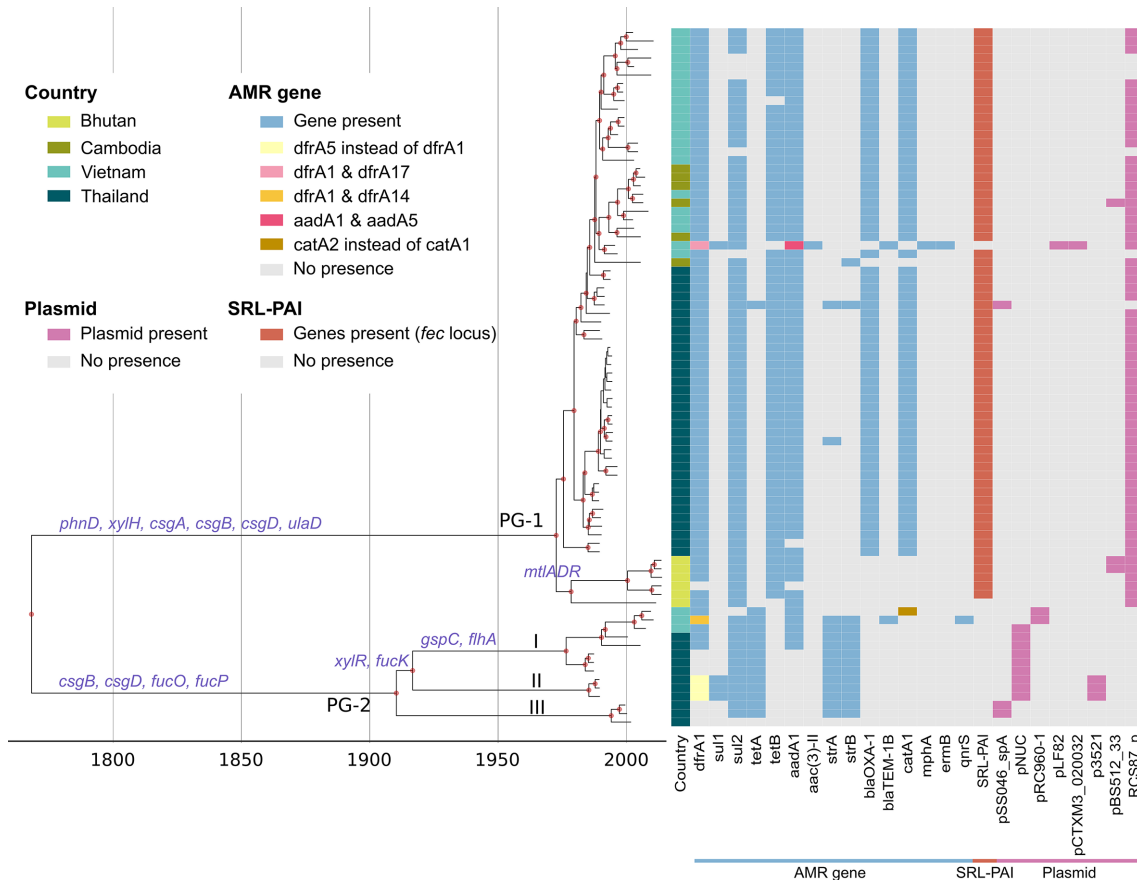 Country
Bhutan
Cambodia
Vietnam
Thailand
AMR gene
Gene present
dfrA5 instead of dfrA1
dfrA1 & dfrA17
dfrA1 & dfrA14
aadA1 & aadA5
catA2 instead of catA1
No presence
Plasmid
Plasmid present
No presence
SRL-PAI
Genes present (fec locus)
No presence
phnD, xylH, csgA, csgB, csgD, ulaD
PG-1
mtlADR
gspC, flhA
I
xylR, fucK
II
csgB, csgD, fucO, fucP
PG-2
III
1800
1850
1900
1950
2000
Country
dfrA1
sul1
sul2
tetA
tetB
aadA1
aac(3)-II
strA
strB
blaOXA-1
blaTEM-1B
catA1
mphA
ermB
qnrS
SRL-PAI
pSS046_spA
pNUC
pRC960-1
pLF82
pCTXM3_020032
p3521
pBS512_33
RCS87_p
AMR gene
SRL-PAI
Plasmid